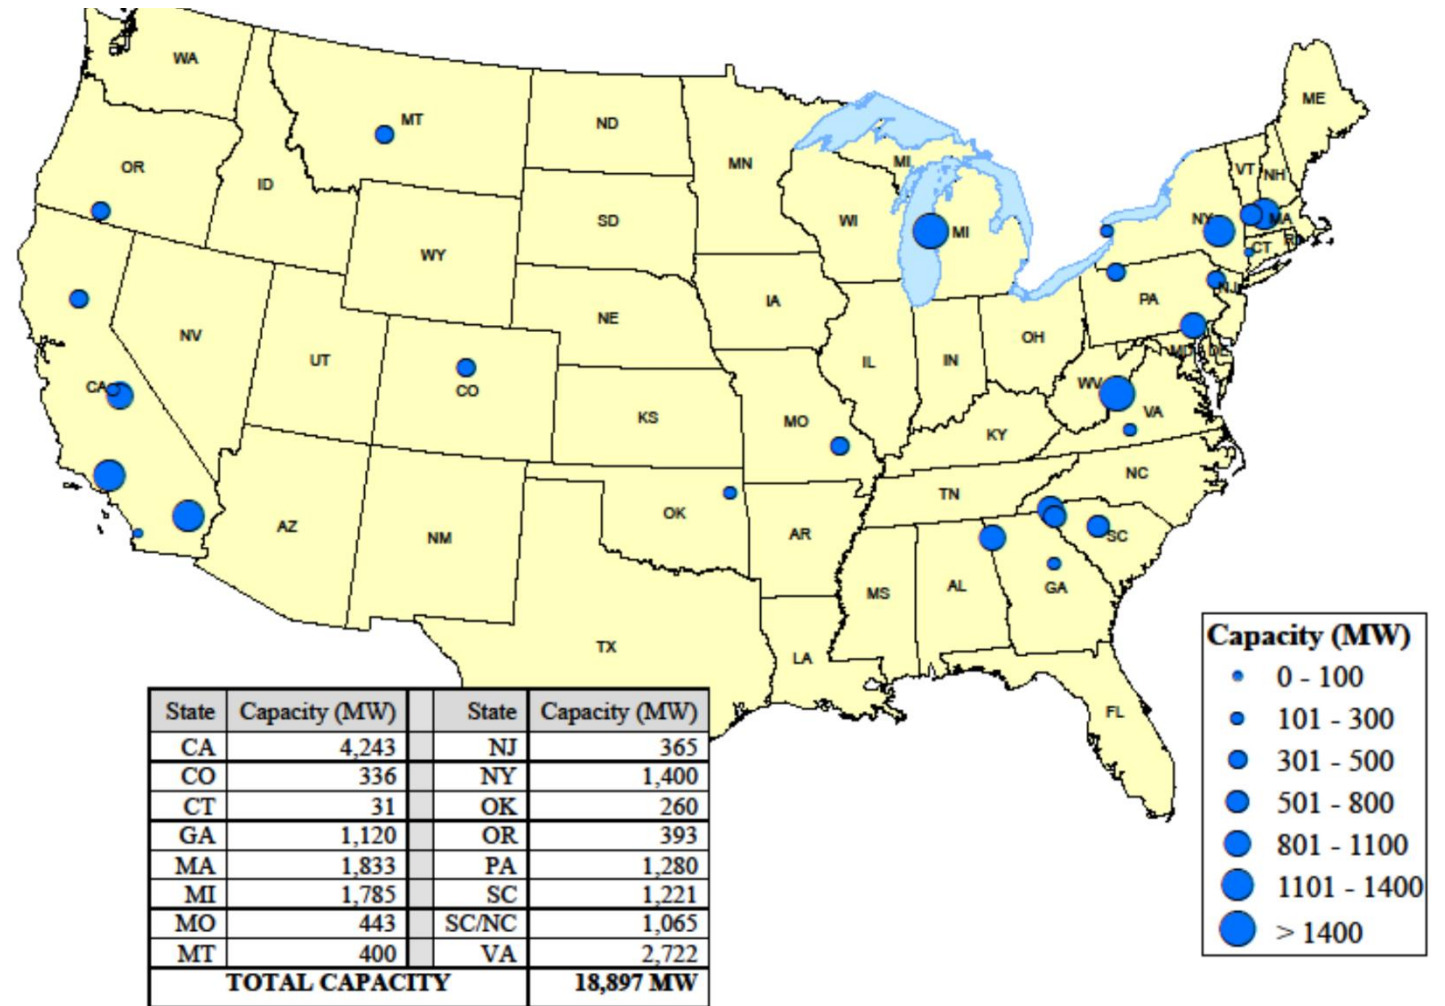 WA
MT
ND
ME
OR
ID
MN
MI
VT
NH
SD
WI
MI
NY
MA
WY
CT
RI
NE
IA
PA
NJ
NV
UT
IL
IN
OH
MD
DE
CA
CO
KS
MO
WV
VA
KY
NC
TN
AZ
NM
OK
AR
SC
MS
AL
GA
TX
LA
FL
State Capacity (MW) State Capacity (MW)
CA 4,243 NJ 365
CO 336 NY 1,400
CT 31 OK 260
GA 1,120 OR 393
MA 1,833 PA 1,280
MI 1,785 SC 1,221
MO 443 SC/NC 1,065
MT 400 VA 2,722
TOTAL CAPACITY 18,897 MW
Capacity (MW)
0 - 100
101 - 300
301 - 500
501 - 800
801 - 1100
1101 - 1400
> 1400